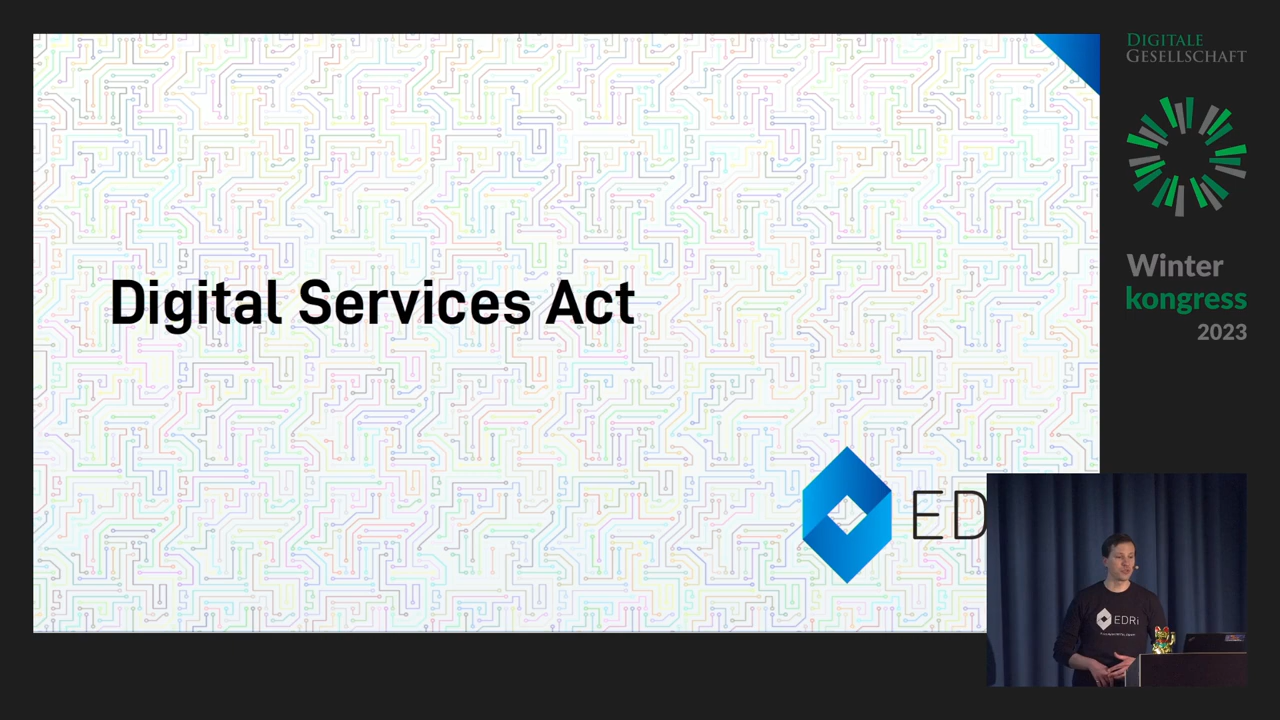 Digital Services Act
ED
DIGITALE
GESELLSCHAFT
Winter
kongress
2023
EDRi